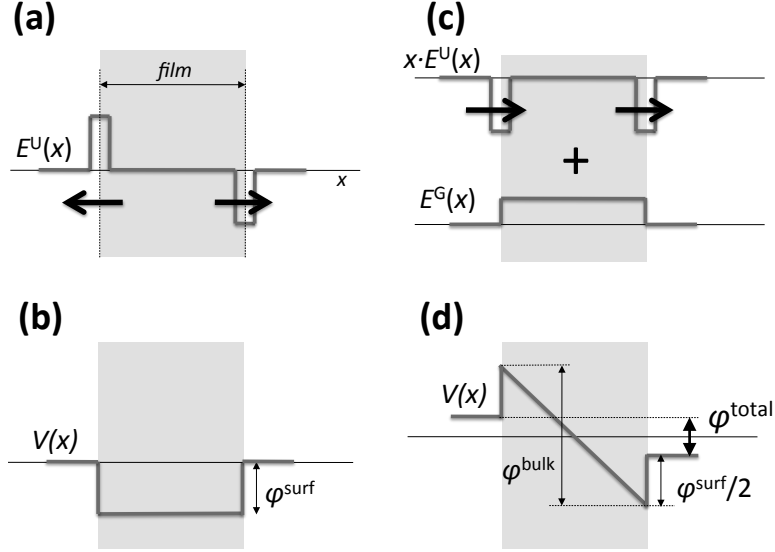 (a)
film
E^U(x)
x
(b)
V(x)
φ^surf
(c)
x·E^U(x)
+
E^G(x)
(d)
V(x)
φ^total
φ^bulk
φ^surf/2